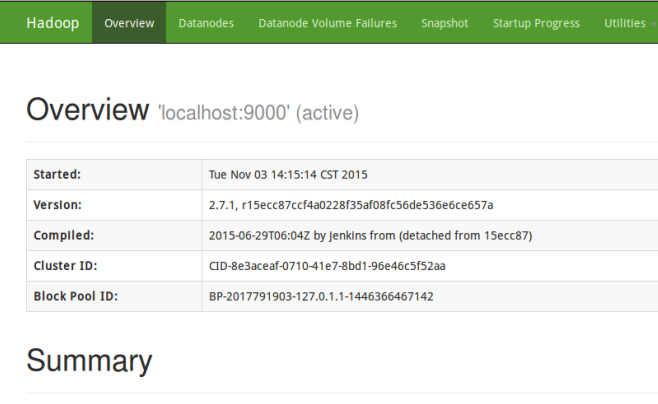 Hadoop Overview Datanodes Datanode Volume Failures Snapshot Startup Progress Utilities
Overview 'localhost:9000' (active)
Started: Tue Nov 03 14:15:14 CST 2015
Version: 2.7.1, r15ecc87ccf4a0228f35af08fc56de536e6ce657a
Compiled: 2015-06-29T06:04Z by jenkins from (detached from 15ecc87)
Cluster ID: CID-8e3aceaf-0710-41e7-8bd1-96e46c5f52aa
Block Pool ID: BP-2017791903-127.0.1.1-1446366467142
Summary